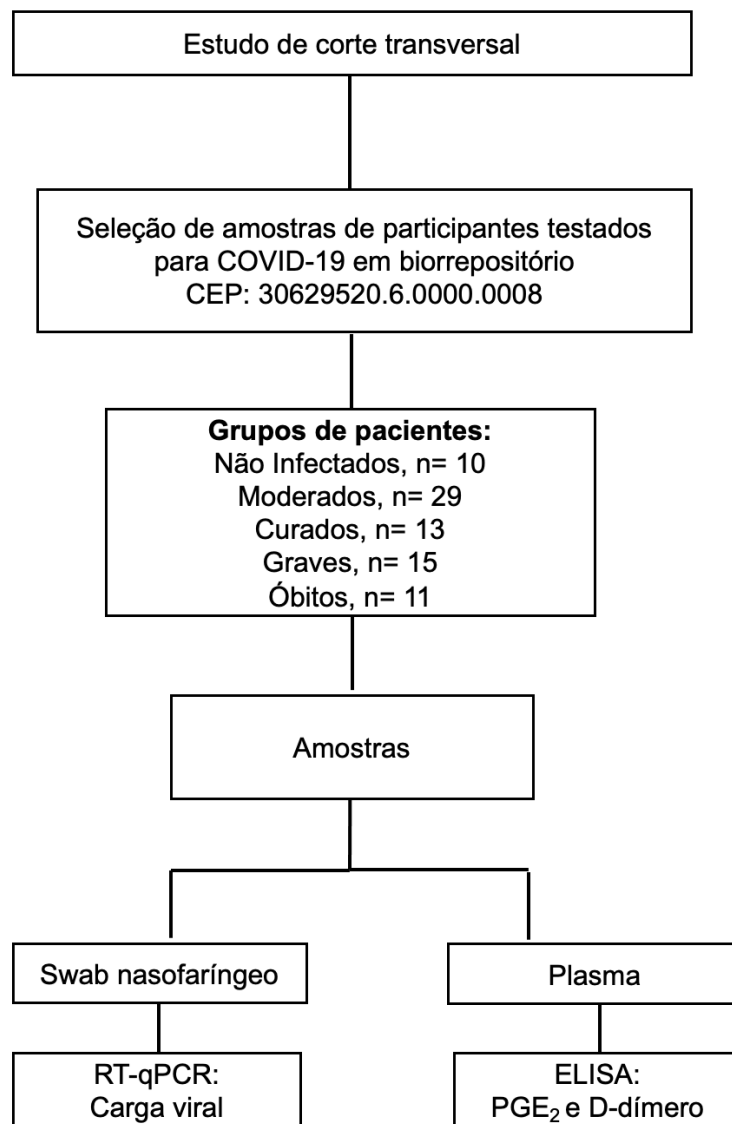 Estudo de corte transversal
Seleção de amostras de participantes testados
para COVID-19 em biorrepositório
CEP: 30629520.6.0000.0008
Grupos de pacientes:
Não Infectados, n= 10
Moderados, n= 29
Curados, n= 13
Graves, n= 15
Óbitos, n= 11
Amostras
Swab nasofaríngeo
Plasma
RT-qPCR:
Carga viral
ELISA:
PGE₂ e D-dímero